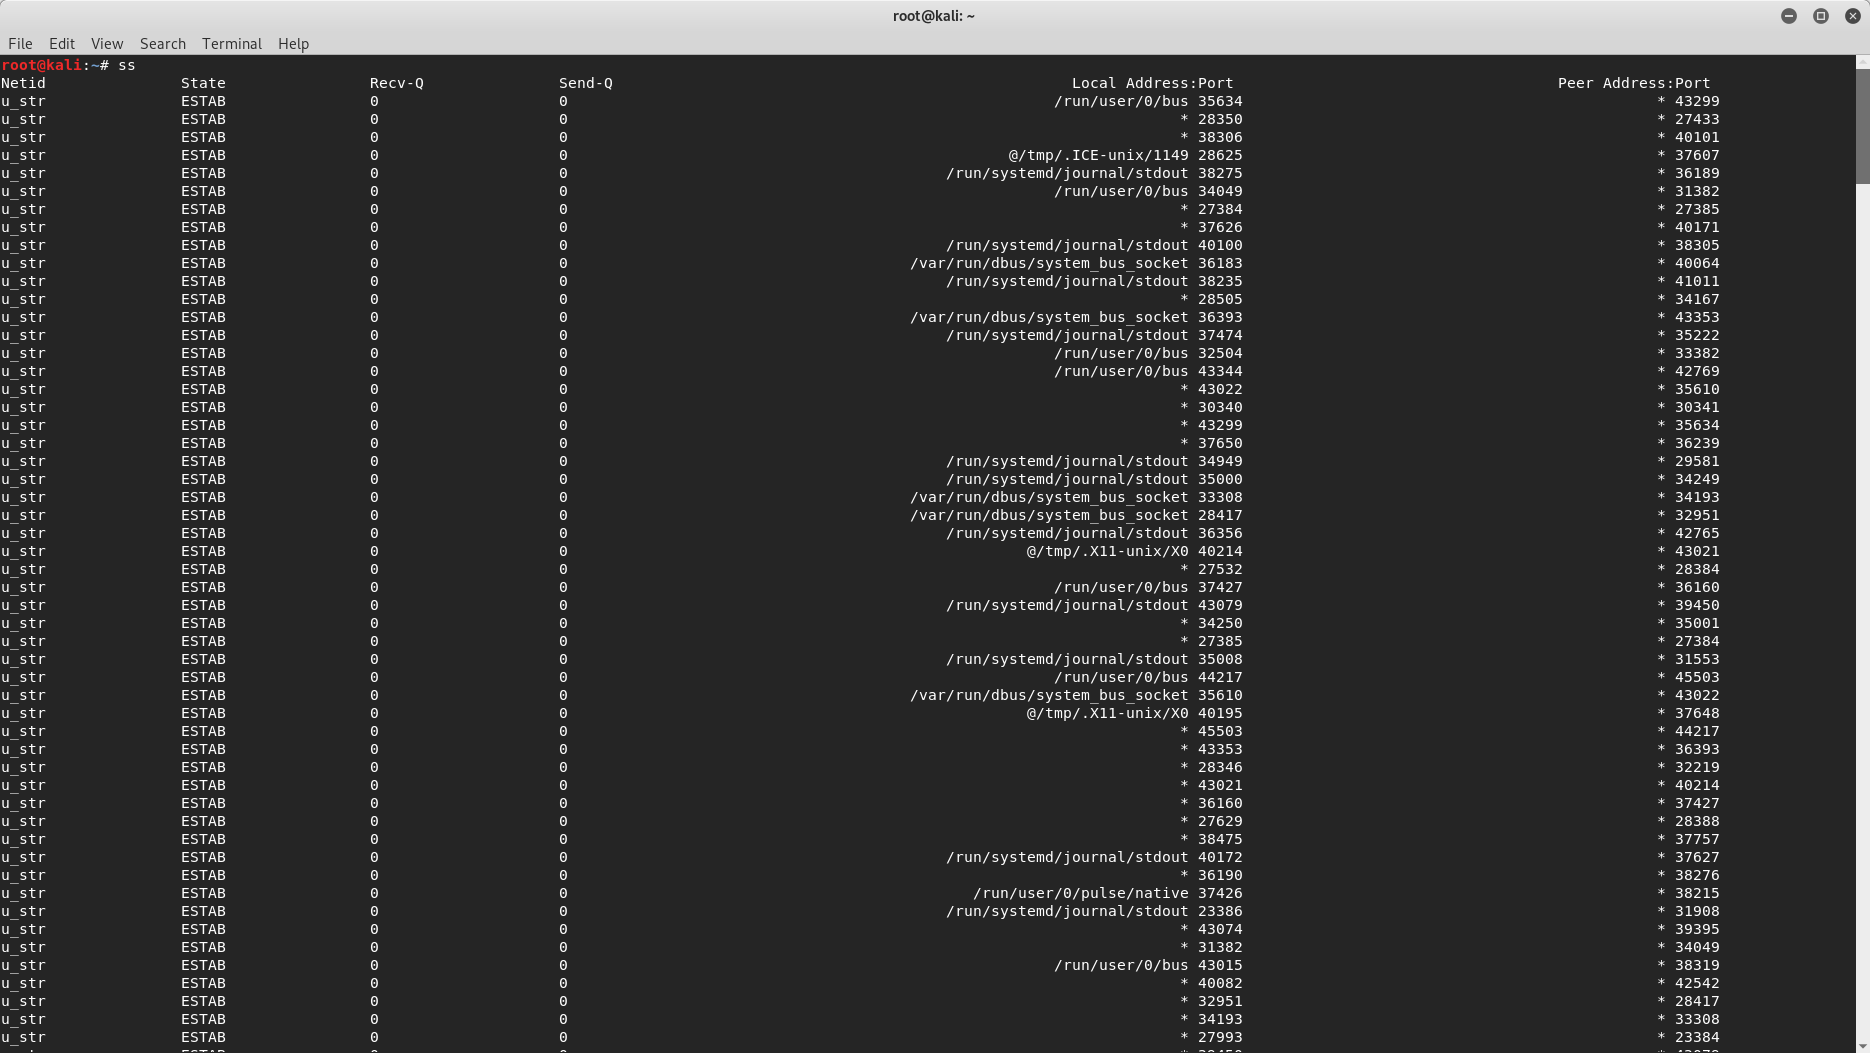 root@kali: ~
File Edit View Search Terminal Help
root@kali:~# ss
Netid State Recv-Q Send-Q Local Address:Port Peer Address:Port
u_str ESTAB 0 0 /run/user/0/bus 35634 * 43299
u_str ESTAB 0 0 * 28350 * 27433
u_str ESTAB 0 0 * 38306 * 40101
u_str ESTAB 0 0 @/tmp/.ICE-unix/1149 28625 * 37607
u_str ESTAB 0 0 /run/systemd/journal/stdout 38275 * 36189
u_str ESTAB 0 0 /run/user/0/bus 34049 * 31382
u_str ESTAB 0 0 * 27384 * 27385
u_str ESTAB 0 0 * 37626 * 40171
u_str ESTAB 0 0 /run/systemd/journal/stdout 40100 * 38305
u_str ESTAB 0 0 /var/run/dbus/system_bus_socket 36183 * 40064
u_str ESTAB 0 0 /run/systemd/journal/stdout 38235 * 41011
u_str ESTAB 0 0 * 28505 * 34167
u_str ESTAB 0 0 /var/run/dbus/system_bus_socket 36393 * 43353
u_str ESTAB 0 0 /run/systemd/journal/stdout 37474 * 35222
u_str ESTAB 0 0 /run/user/0/bus 32504 * 33382
u_str ESTAB 0 0 /run/user/0/bus 43344 * 42769
u_str ESTAB 0 0 * 43022 * 35610
u_str ESTAB 0 0 * 30340 * 30341
u_str ESTAB 0 0 * 43299 * 35634
u_str ESTAB 0 0 * 37650 * 36239
u_str ESTAB 0 0 /run/systemd/journal/stdout 34949 * 29581
u_str ESTAB 0 0 /run/systemd/journal/stdout 35000 * 34249
u_str ESTAB 0 0 /var/run/dbus/system_bus_socket 33308 * 34193
u_str ESTAB 0 0 /var/run/dbus/system_bus_socket 28417 * 32951
u_str ESTAB 0 0 /run/systemd/journal/stdout 36356 * 42765
u_str ESTAB 0 0 @/tmp/.X11-unix/X0 40214 * 43021
u_str ESTAB 0 0 * 27532 * 28384
u_str ESTAB 0 0 /run/user/0/bus 37427 * 36160
u_str ESTAB 0 0 /run/systemd/journal/stdout 43079 * 39450
u_str ESTAB 0 0 * 34250 * 35001
u_str ESTAB 0 0 * 27385 * 27384
u_str ESTAB 0 0 /run/systemd/journal/stdout 35008 * 31553
u_str ESTAB 0 0 /run/user/0/bus 44217 * 45503
u_str ESTAB 0 0 /var/run/dbus/system_bus_socket 35610 * 43022
u_str ESTAB 0 0 @/tmp/.X11-unix/X0 40195 * 37648
u_str ESTAB 0 0 * 45503 * 44217
u_str ESTAB 0 0 * 43353 * 36393
u_str ESTAB 0 0 * 28346 * 32219
u_str ESTAB 0 0 * 43021 * 40214
u_str ESTAB 0 0 * 36160 * 37427
u_str ESTAB 0 0 * 27629 * 28388
u_str ESTAB 0 0 * 38475 * 37757
u_str ESTAB 0 0 /run/systemd/journal/stdout 40172 * 37627
u_str ESTAB 0 0 * 36190 * 38276
u_str ESTAB 0 0 /run/user/0/pulse/native 37426 * 38215
u_str ESTAB 0 0 /run/systemd/journal/stdout 23386 * 31908
u_str ESTAB 0 0 * 43074 * 39395
u_str ESTAB 0 0 * 31382 * 34049
u_str ESTAB 0 0 /run/user/0/bus 43015 * 38319
u_str ESTAB 0 0 * 40082 * 42542
u_str ESTAB 0 0 * 32951 * 28417
u_str ESTAB 0 0 * 34193 * 33308
u_str ESTAB 0 0 * 27993 * 23384